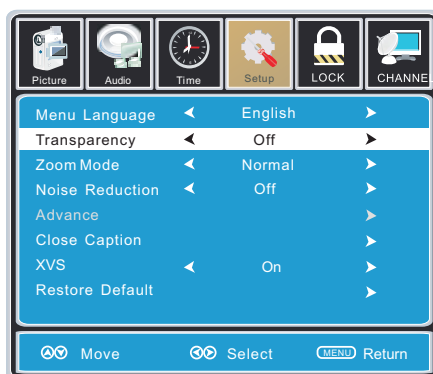 Picture Audio Time Setup LOCK CHANNE
Menu Language English
Transparency Off
Zoom Mode Normal
Noise Reduction Off
Advance
Close Caption
XVS On
Restore Default
Move Select MENU Return